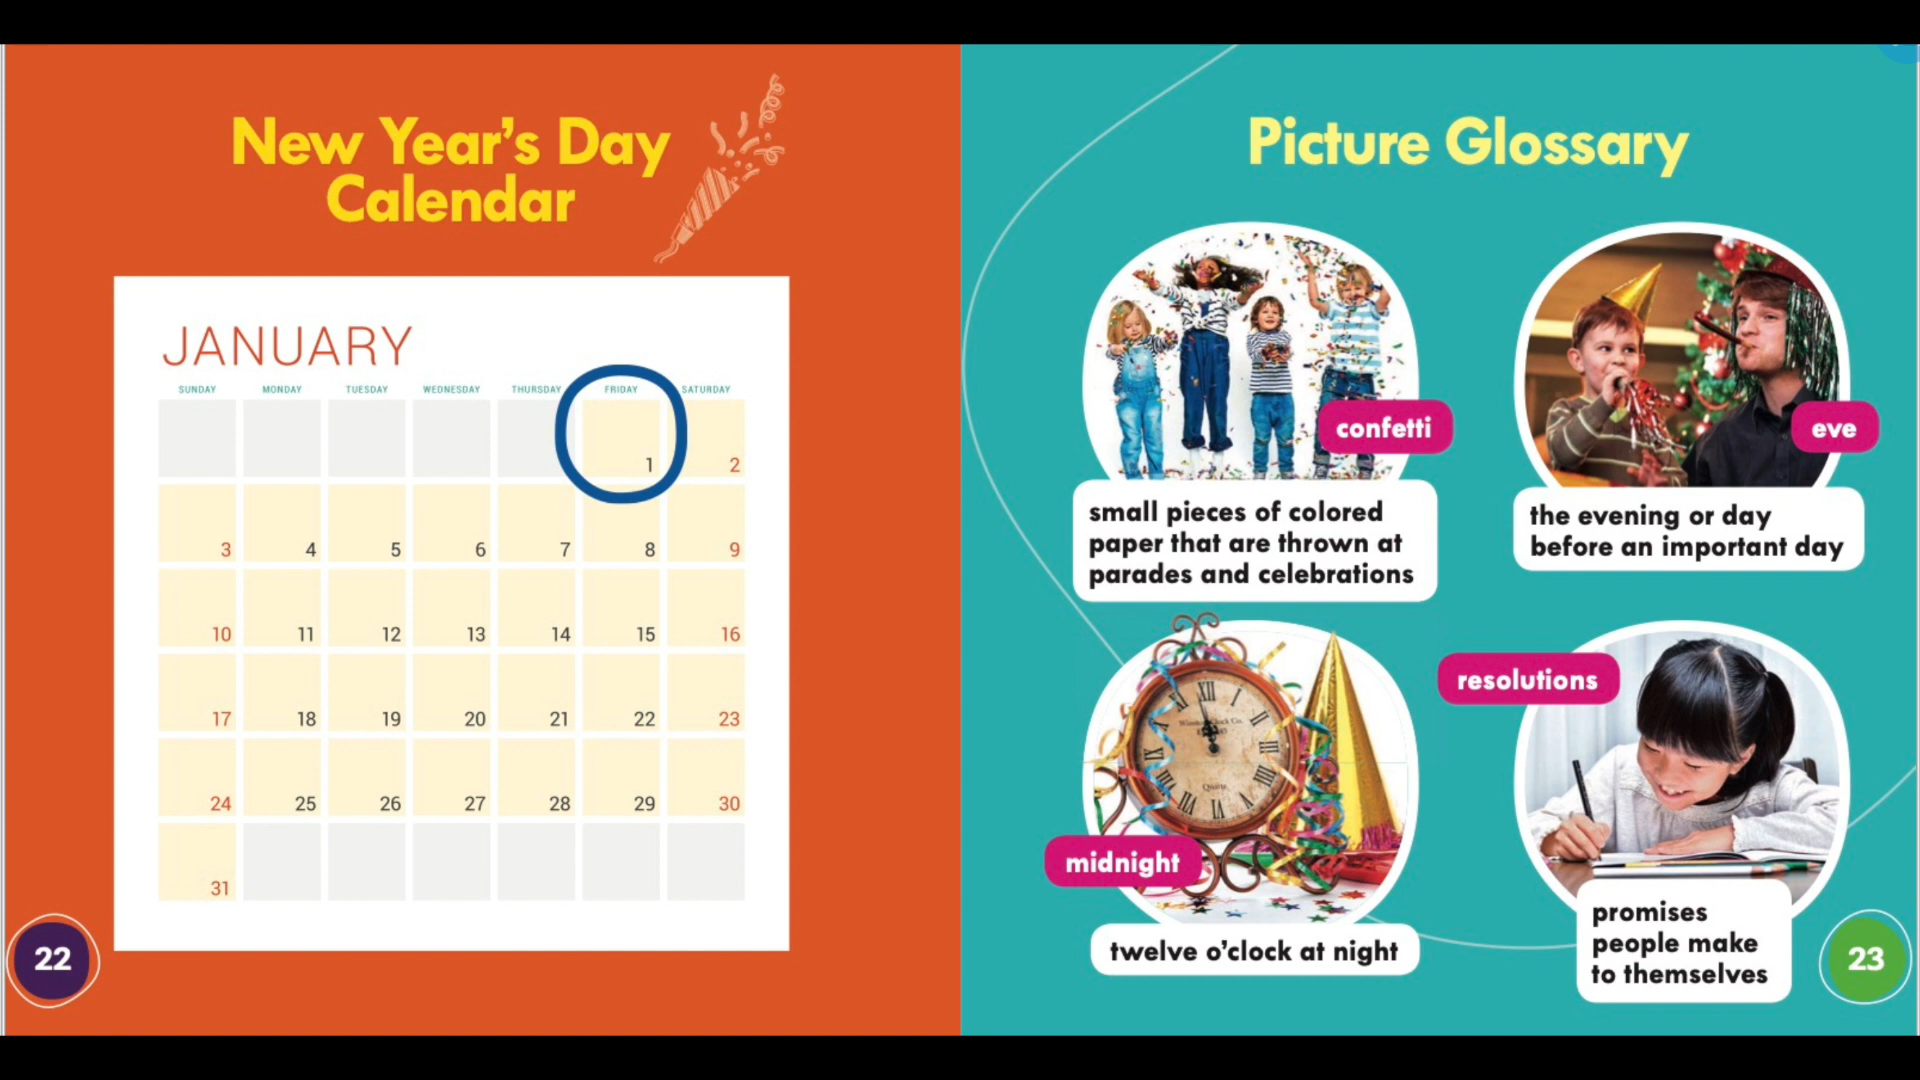 New Year's Day
Calendar
JANUARY
SUNDAY MONDAY TUESDAY WEDNESDAY THURSDAY FRIDAY SATURDAY
1 2
3 4 5 6 7 8 9
10 11 12 13 14 15 16
17 18 19 20 21 22 23
24 25 26 27 28 29 30
31
22
Picture Glossary
confetti
small pieces of colored
paper that are thrown at
parades and celebrations
eve
the evening or day
before an important day
XII
Quartz
midnight
twelve o'clock at night
resolutions
promises
people make
to themselves
23